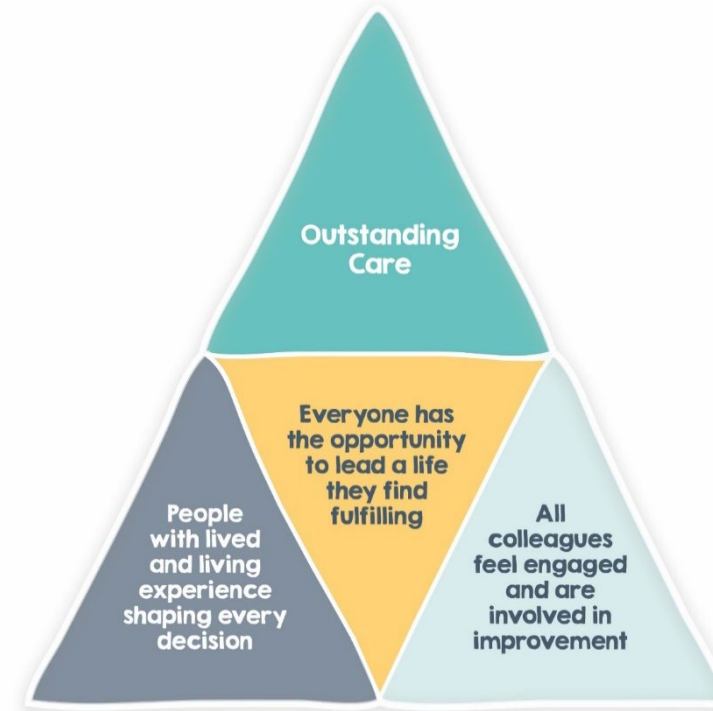 Outstanding
Care
Everyone has
the opportunity
to lead a life
they find
fulfilling
People
with lived
and living
experience
shaping every
decision
All
colleagues
feel engaged
and are
involved in
improvement